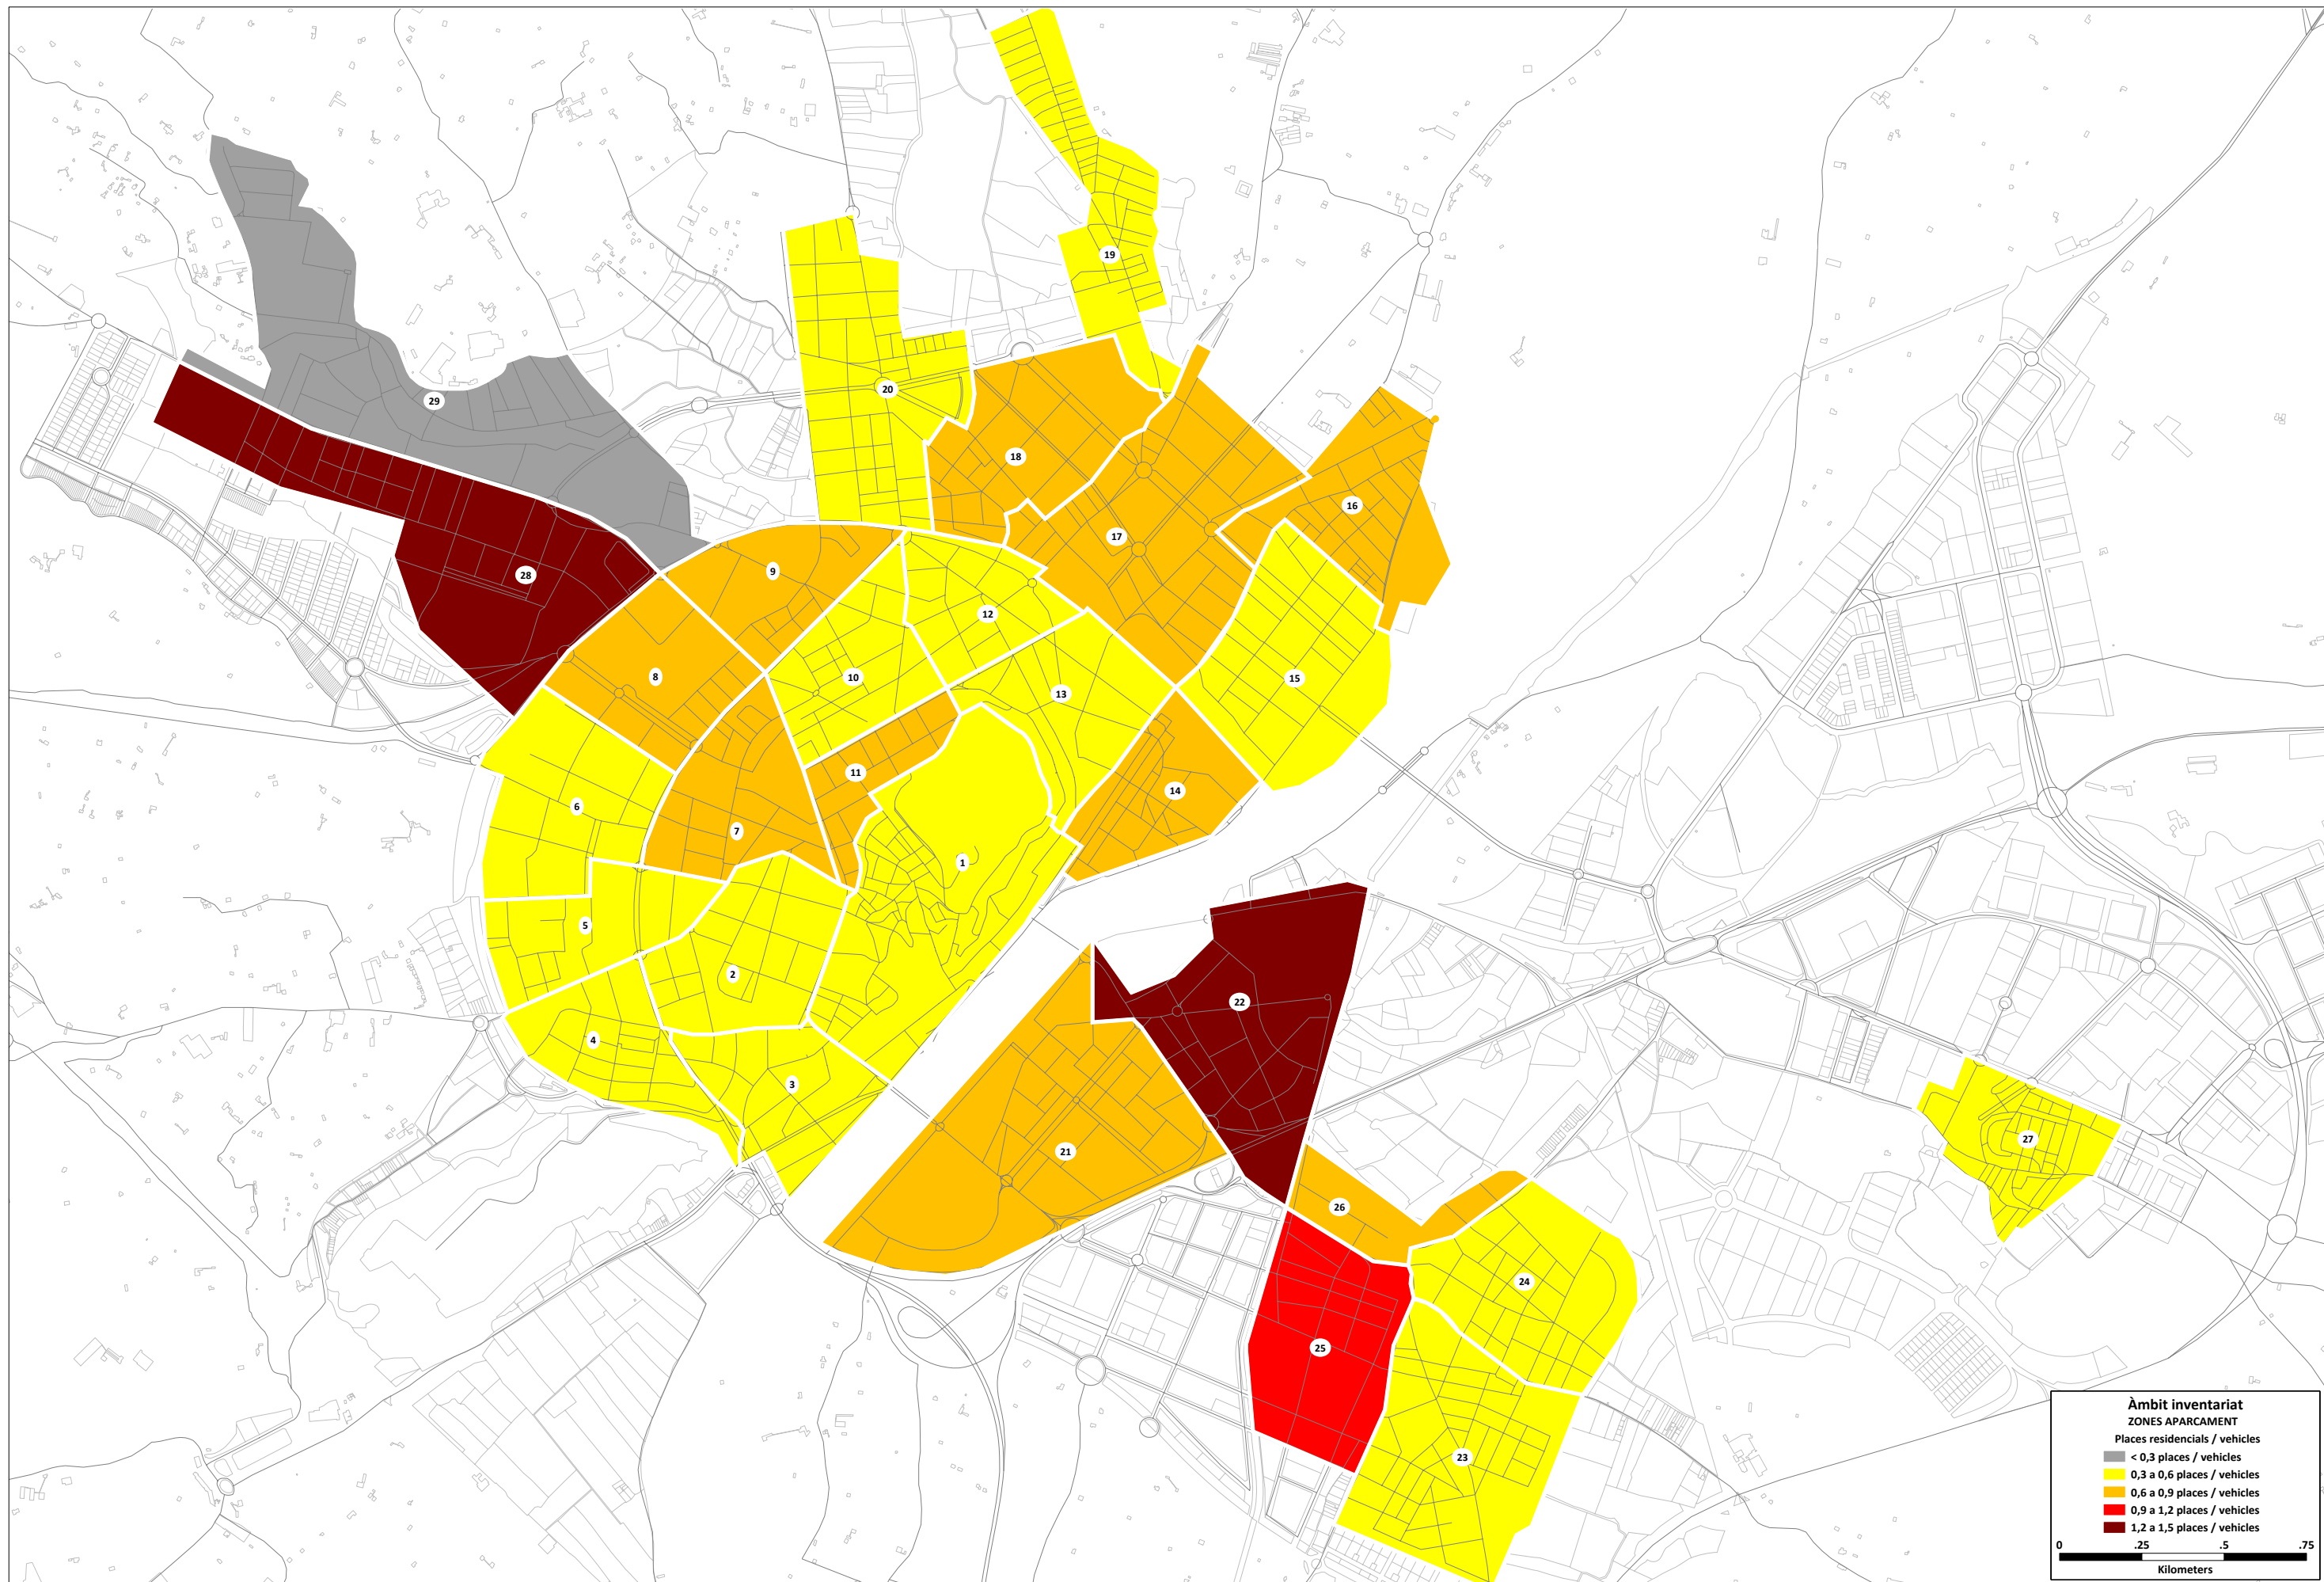 19
20
29
18
16
17
28
9
12
8
10
15
13
11
14
6
7
1
5
2
22
4
3
27
21
26
24
25
23
Àmbit inventariat
ZONES APARCAMENT
Places residencials / vehicles
< 0,3 places / vehicles
0,3 a 0,6 places / vehicles
0,6 a 0,9 places / vehicles
0,9 a 1,2 places / vehicles
1,2 a 1,5 places / vehicles
0 .25 .5 .75
Kilometers